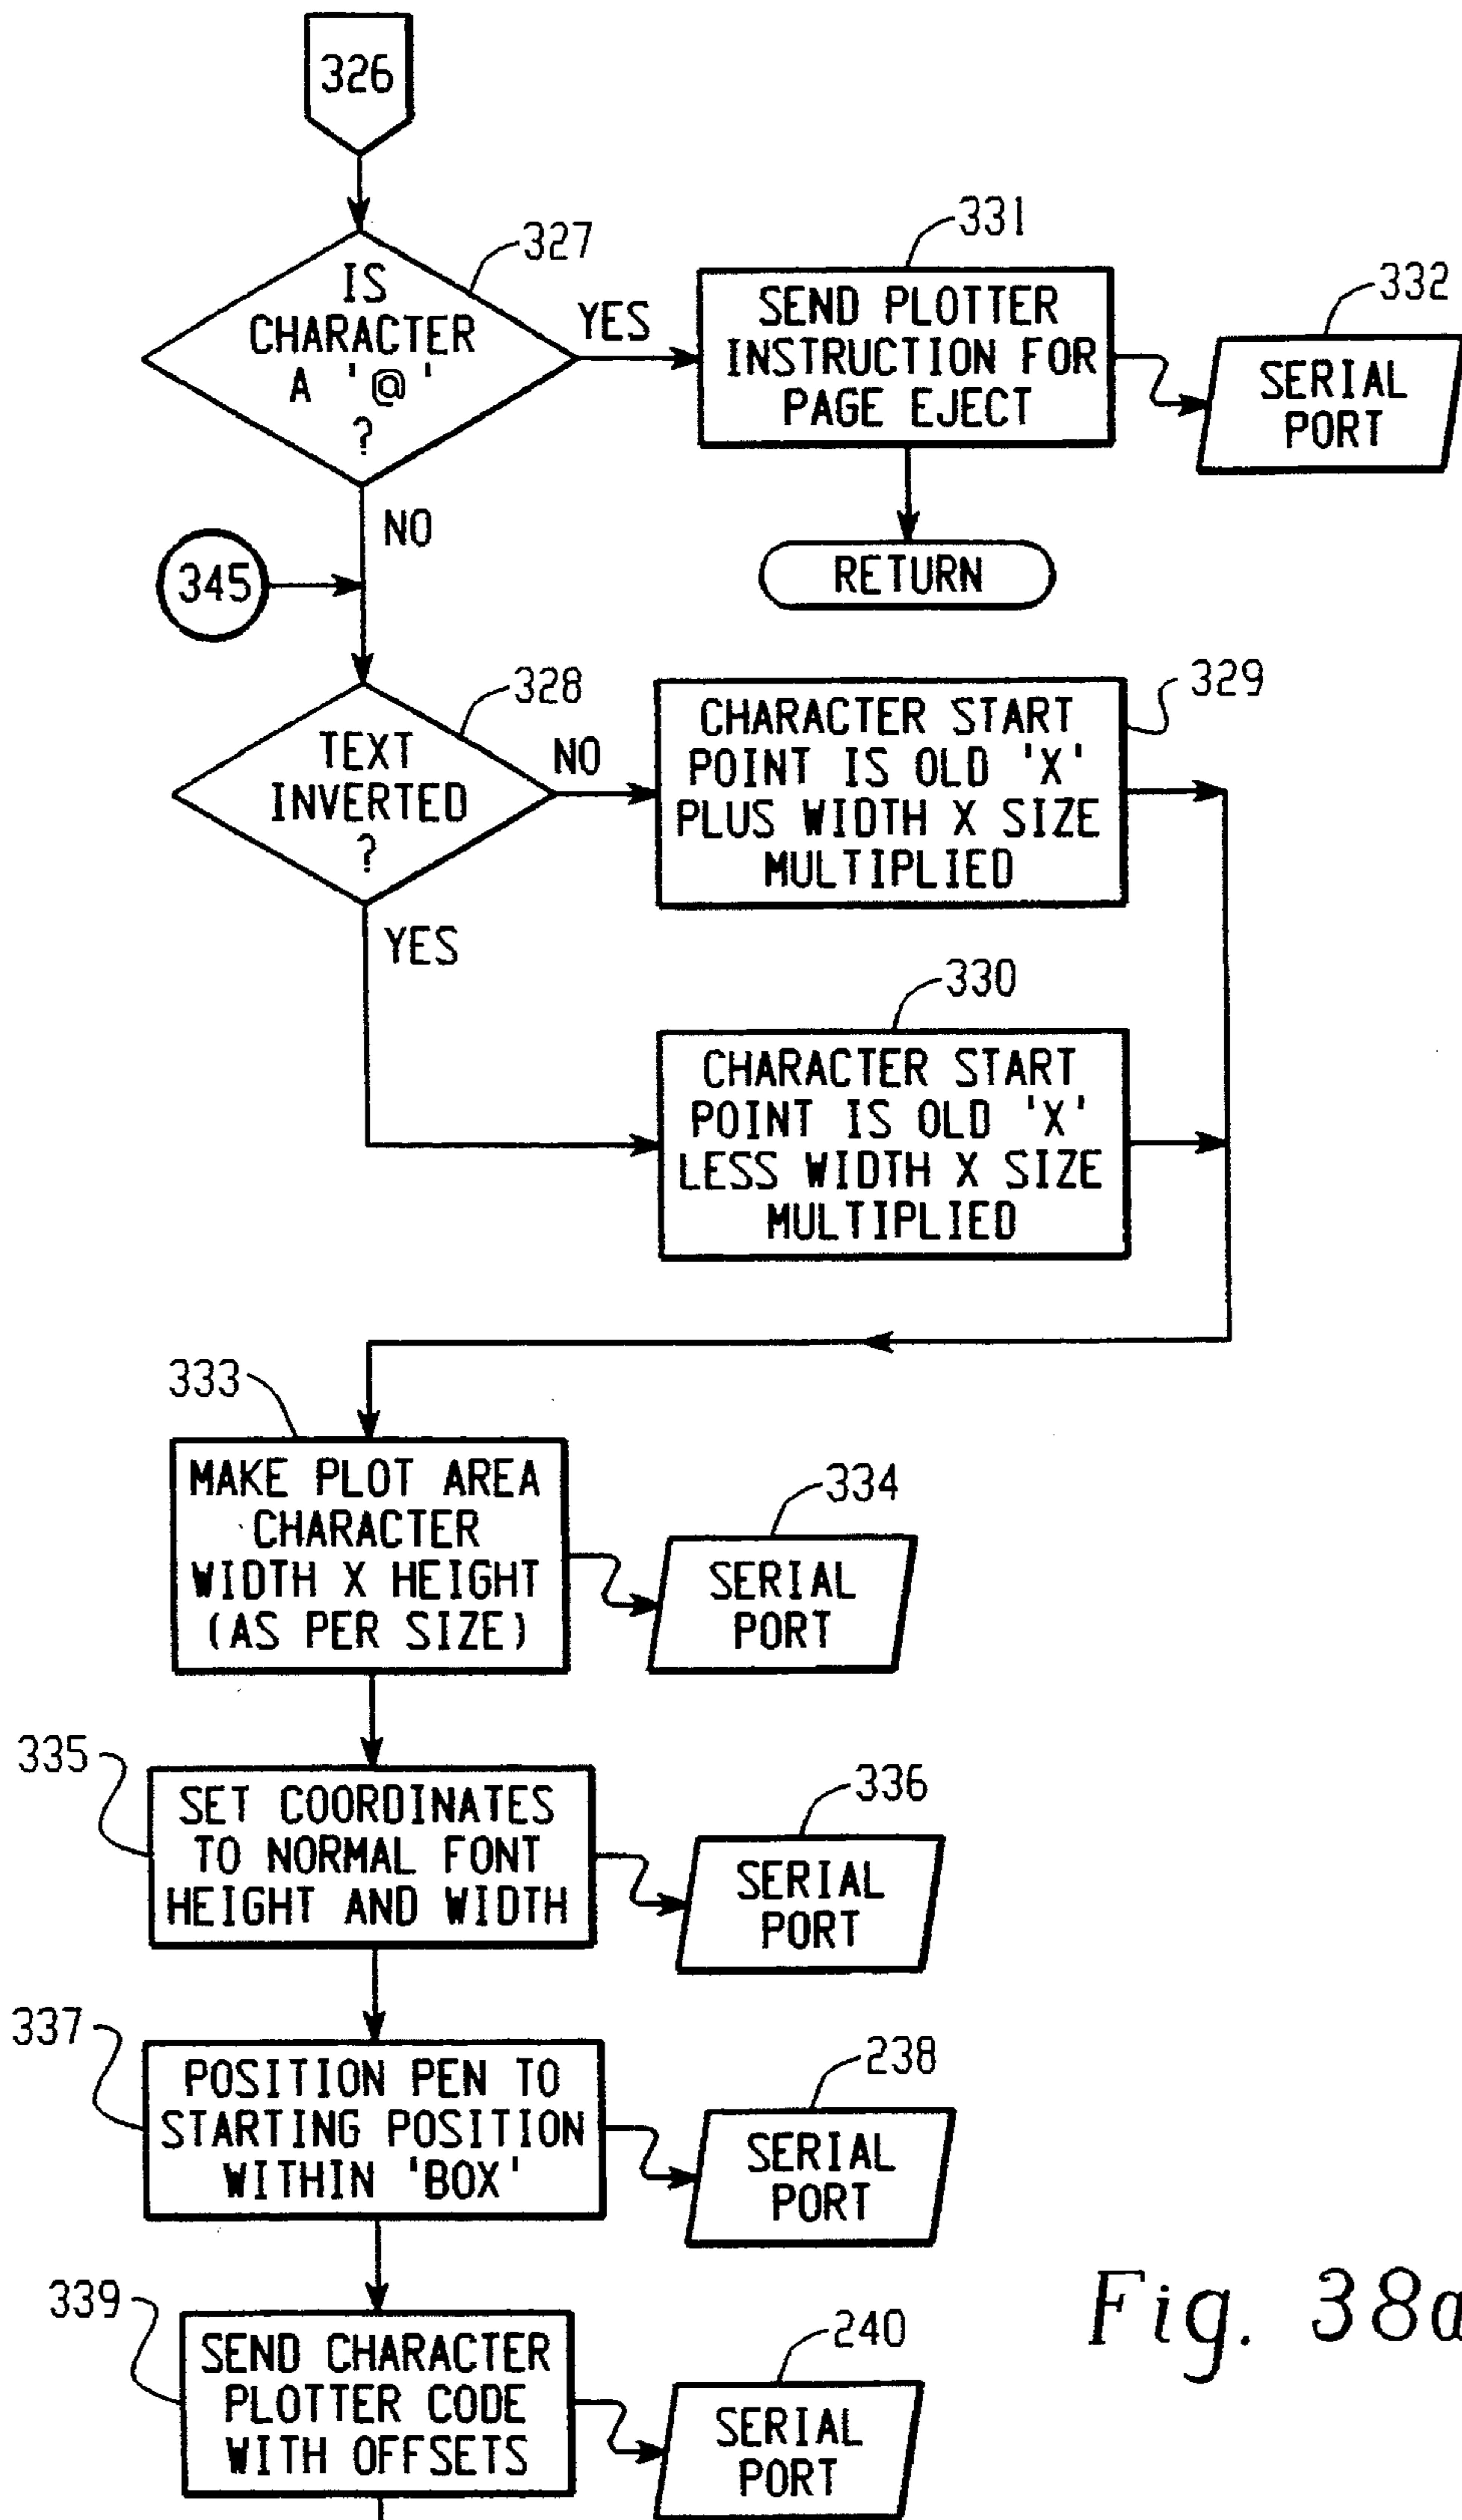 326
327
IS
CHARACTER
A '@'
?
YES
331
SEND PLOTTER
INSTRUCTION FOR
PAGE EJECT
332
SERIAL
PORT
NO
RETURN
345
328
TEXT
INVERTED
?
NO
329
CHARACTER START
POINT IS OLD 'X'
PLUS WIDTH X SIZE
MULTIPLIED
YES
330
CHARACTER START
POINT IS OLD 'X'
LESS WIDTH X SIZE
MULTIPLIED
333
MAKE PLOT AREA
CHARACTER
WIDTH X HEIGHT
(AS PER SIZE)
334
SERIAL
PORT
335
SET COORDINATES
TO NORMAL FONT
HEIGHT AND WIDTH
336
SERIAL
PORT
337
POSITION PEN TO
STARTING POSITION
WITHIN 'BOX'
238
SERIAL
PORT
339
SEND CHARACTER
PLOTTER CODE
WITH OFFSETS
240
SERIAL
PORT
Fig. 38a